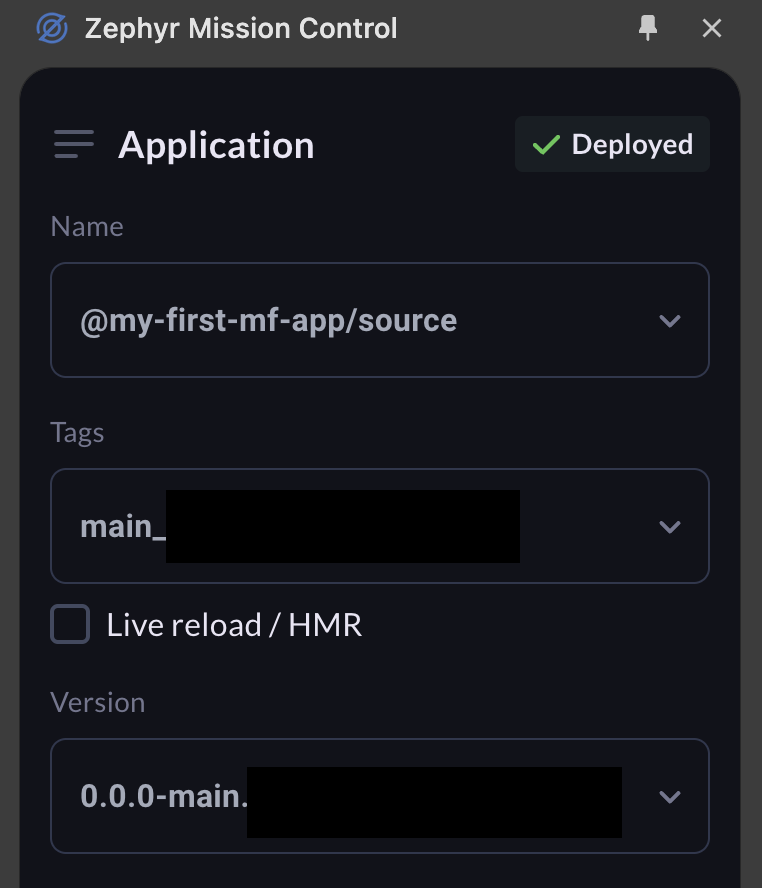 Zephyr Mission Control
Application
Deployed
Name
@my-first-mf-app/source
Tags
main_
Live reload / HMR
Version
0.0.0-main.